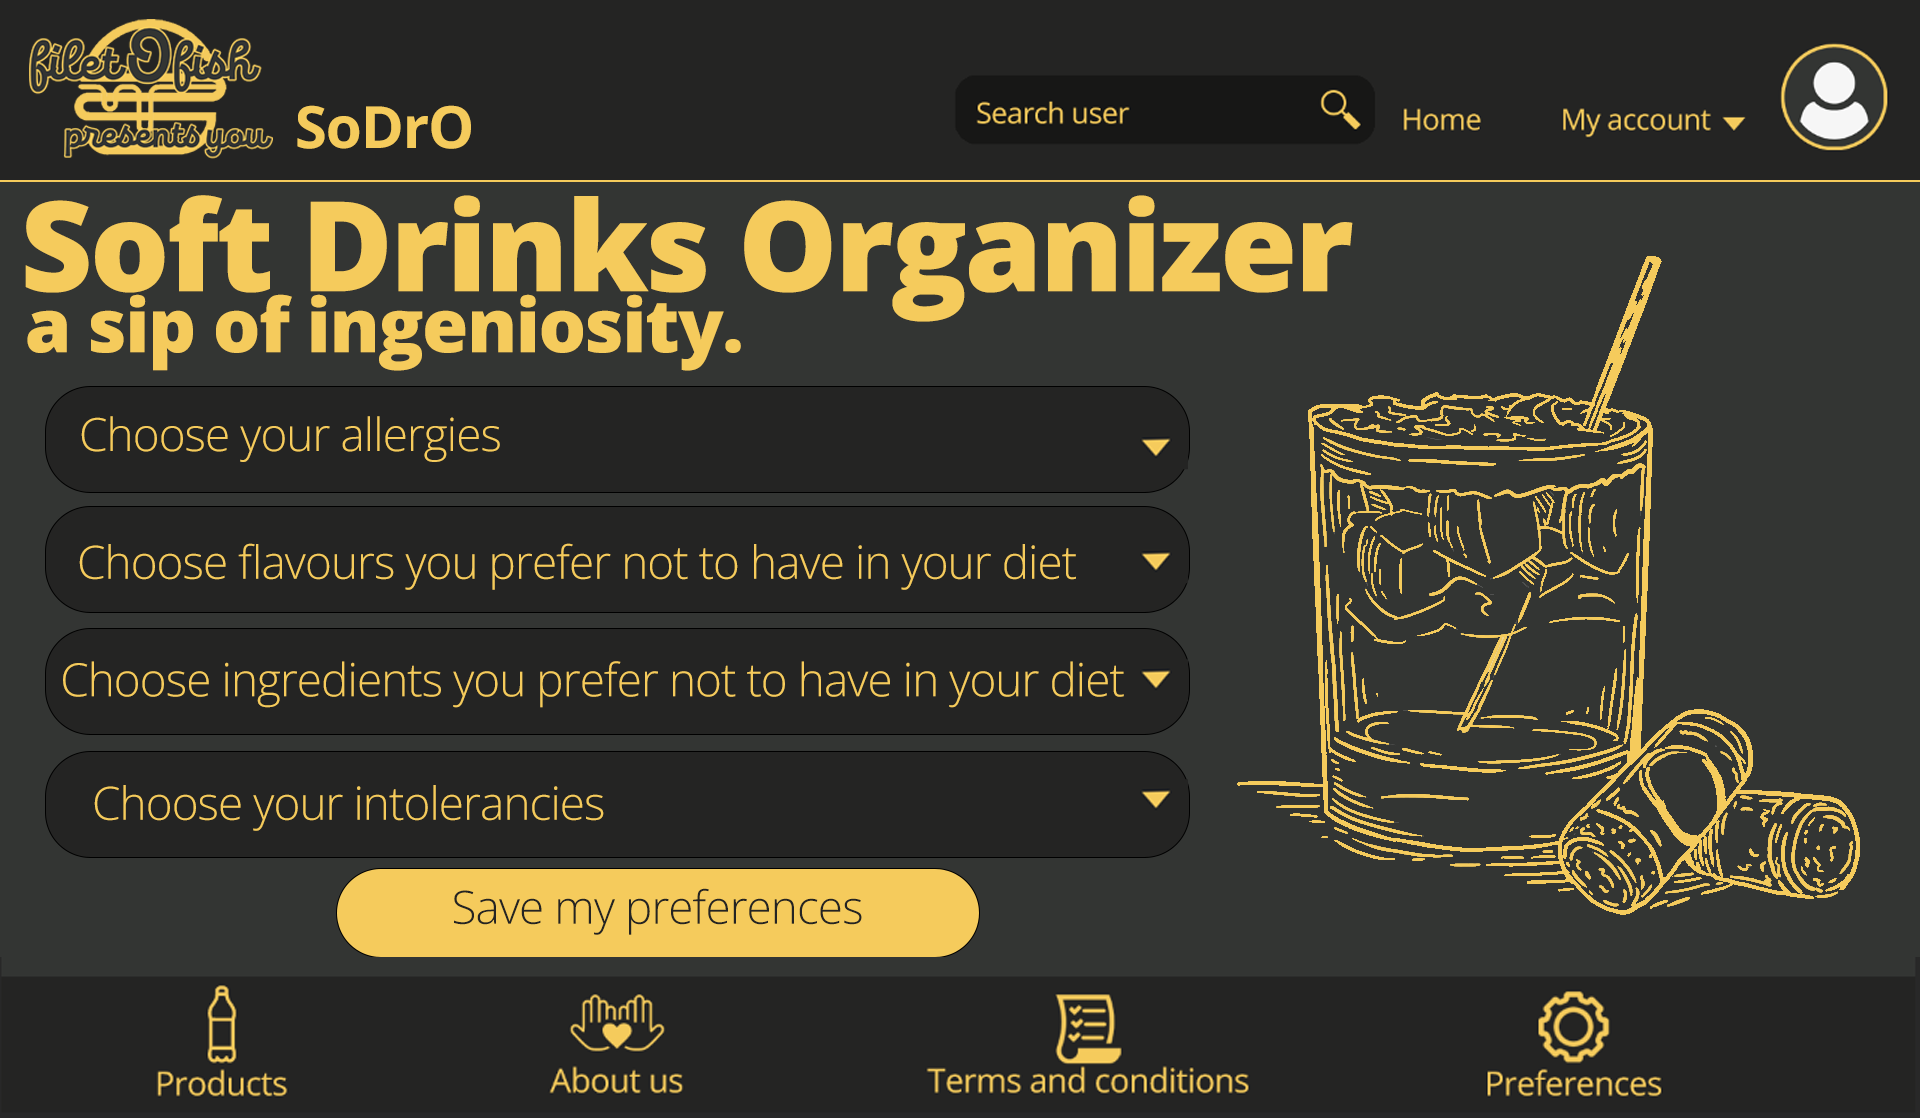 filet O fish
presents you
SoDrO
Search user
Home
My account
Soft Drinks Organizer
a sip of ingeniosity.
Choose your allergies
Choose flavours you prefer not to have in your diet
Choose ingredients you prefer not to have in your diet
Choose your intolerancies
Save my preferences
Products
About us
Terms and conditions
Preferences